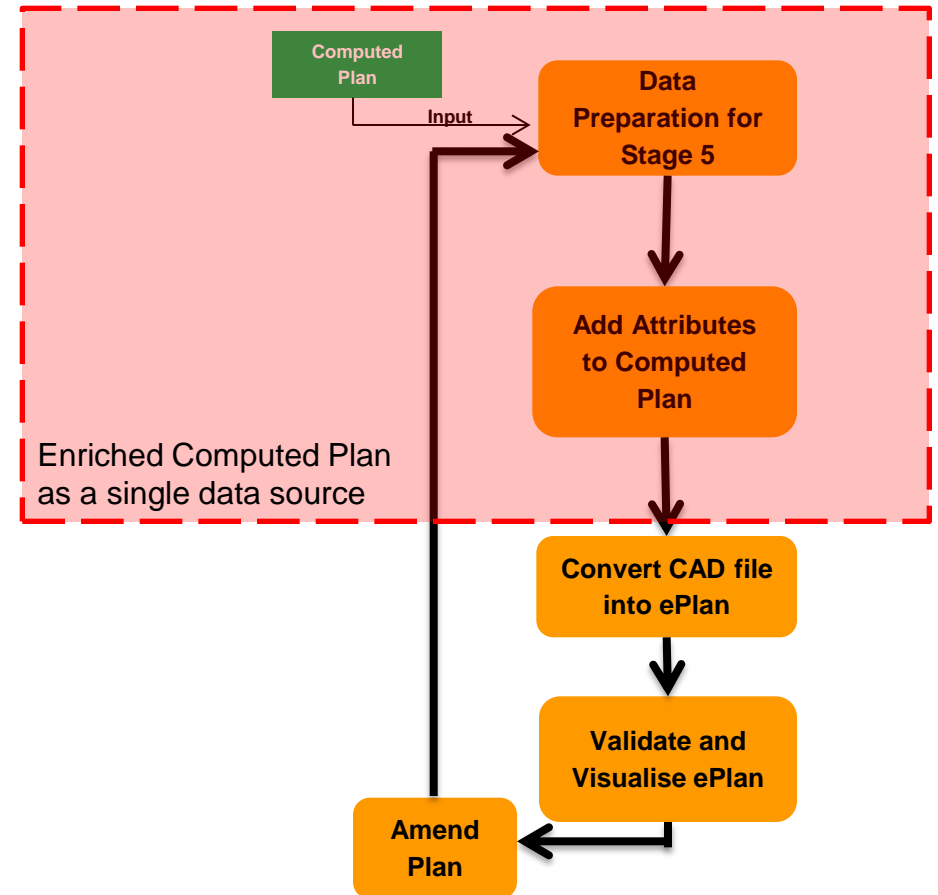 Computed
Plan
Input
Data
Preparation for
Stage 5
Add Attributes
to Computed
Plan
Enriched Computed Plan
as a single data source
Convert CAD file
into ePlan
Validate and
Visualise ePlan
Amend
Plan